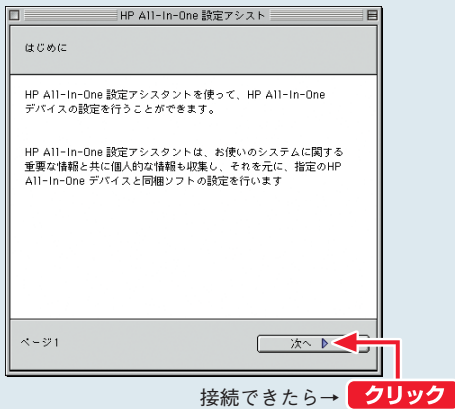 HP All-In-One 設定アシスト
はじめに
HP All-In-One 設定アシスタントを使って、HP All-In-One
デバイスの設定を行うことができます。
HP All-In-One 設定アシスタントは、お使いのシステムに関する
重要な情報と共に個人的な情報も収集し、それを元に、指定のHP
All-In-One デバイスと同梱ソフトの設定を行います
ページ1
次へ
接続できたら→ クリック